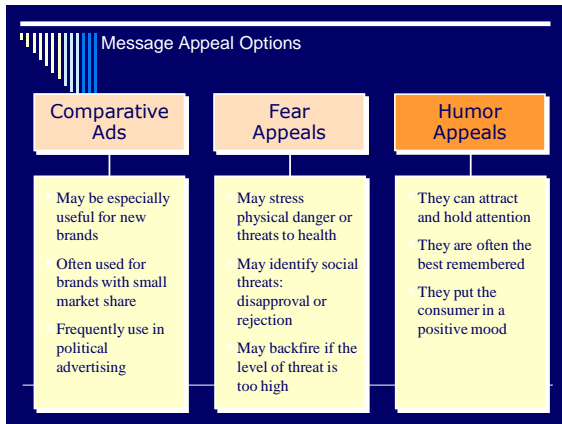 Message Appeal Options
Comparative
Ads
May be especially
useful for new
brands
Often used for
brands with small
market share
Frequently use in
political
advertising
Fear
Appeals
May stress
physical danger or
threats to health
May identify social
threats:
disapproval or
rejection
May backfire if the
level of threat is
too high
Humor
Appeals
They can attract
and hold attention
They are often the
best remembered
They put the
consumer in a
positive mood